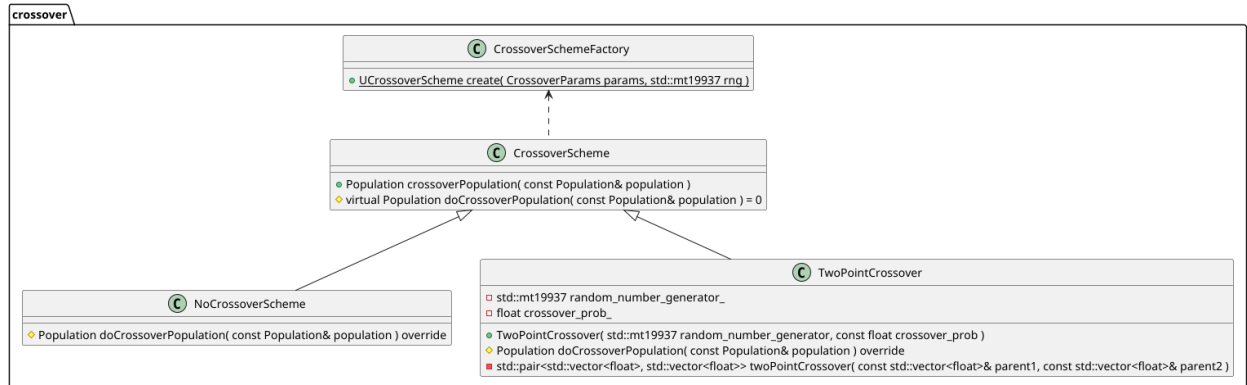 crossover
C CrossoverSchemeFactory
UCrossoverScheme create( CrossoverParams params, std::mt19937 rng )
C CrossoverScheme
Population crossoverPopulation( const Population& population )
virtual Population doCrossoverPopulation( const Population& population ) = 0
C NoCrossoverScheme
Population doCrossoverPopulation( const Population& population ) override
C TwoPointCrossover
std::mt19937 random_number_generator_
float crossover_prob_
TwoPointCrossover( std::mt19937 random_number_generator, const float crossover_prob )
Population doCrossoverPopulation( const Population& population ) override
std::pair<std::vector<float>, std::vector<float>> twoPointCrossover( const std::vector<float>& parent1, const std::vector<float>& parent2 )